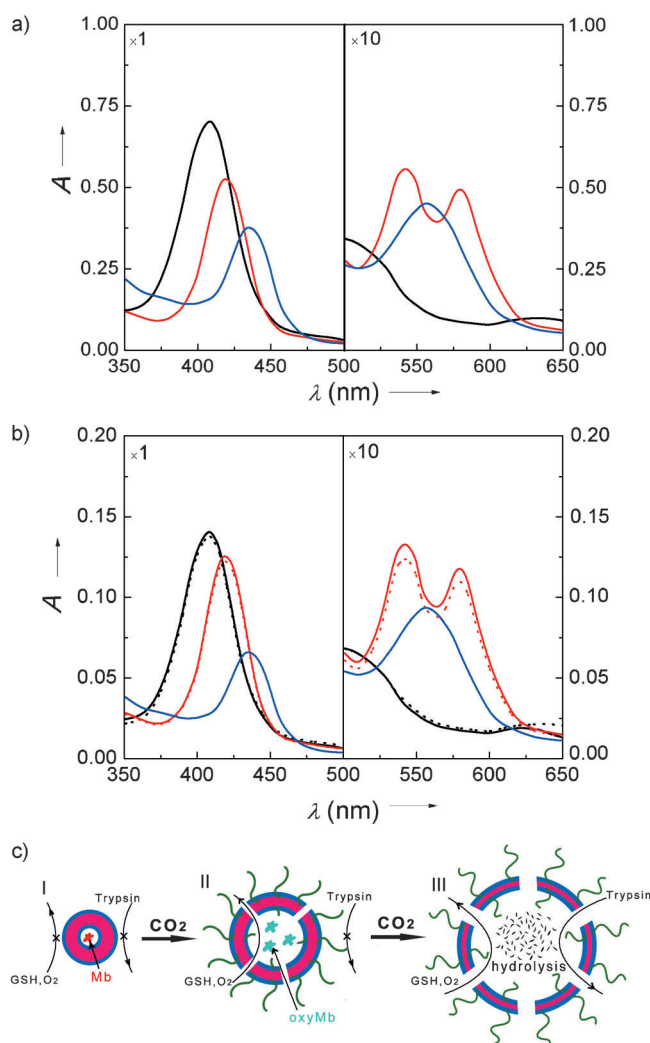 a)
1.00
0.75
0.50
0.25
0.00
A
×1
×10
1.00
0.75
0.50
0.25
0.00
350 400 450 500 550 600 650
λ (nm)
b)
0.20
0.15
0.10
0.05
0.00
A
×1
×10
0.20
0.15
0.10
0.05
0.00
350 400 450 500 550 600 650
λ (nm)
c)
I
Trypsin
GSH,O₂
Mb
CO₂
II
Trypsin
GSH,O₂
oxyMb
CO₂
III
Trypsin
hydrolysis
GSH,O₂